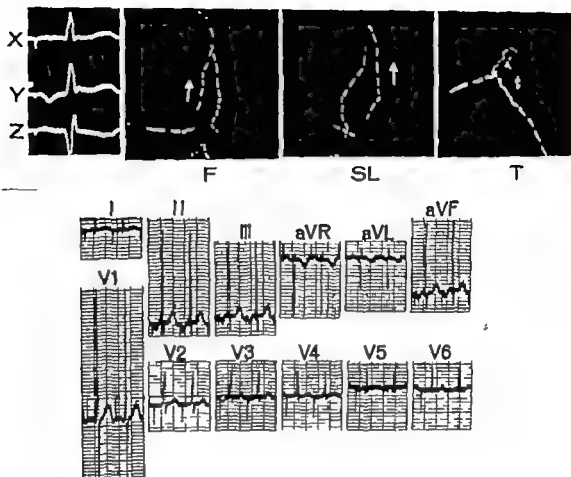 X
Y
Z
F SL T
I II III aVR aVL aVF
V1 V2 V3 V4 V5 V6